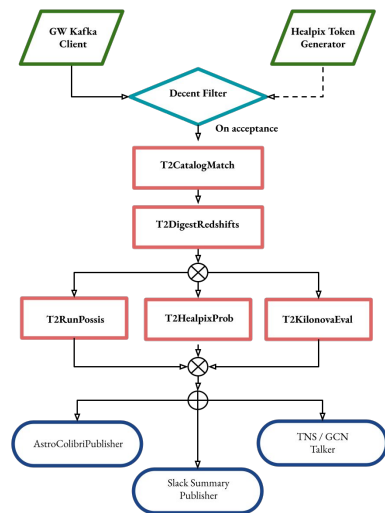 GW Kafka
Client
Healpix Token
Generator
Decent Filter
On acceptance
T2CatalogMatch
T2DigestRedshifts
T2RunPossis
T2HealpixProb
T2KilonovaEval
AstroColibriPublisher
TNS / GCN
Talker
Slack Summary
Publisher